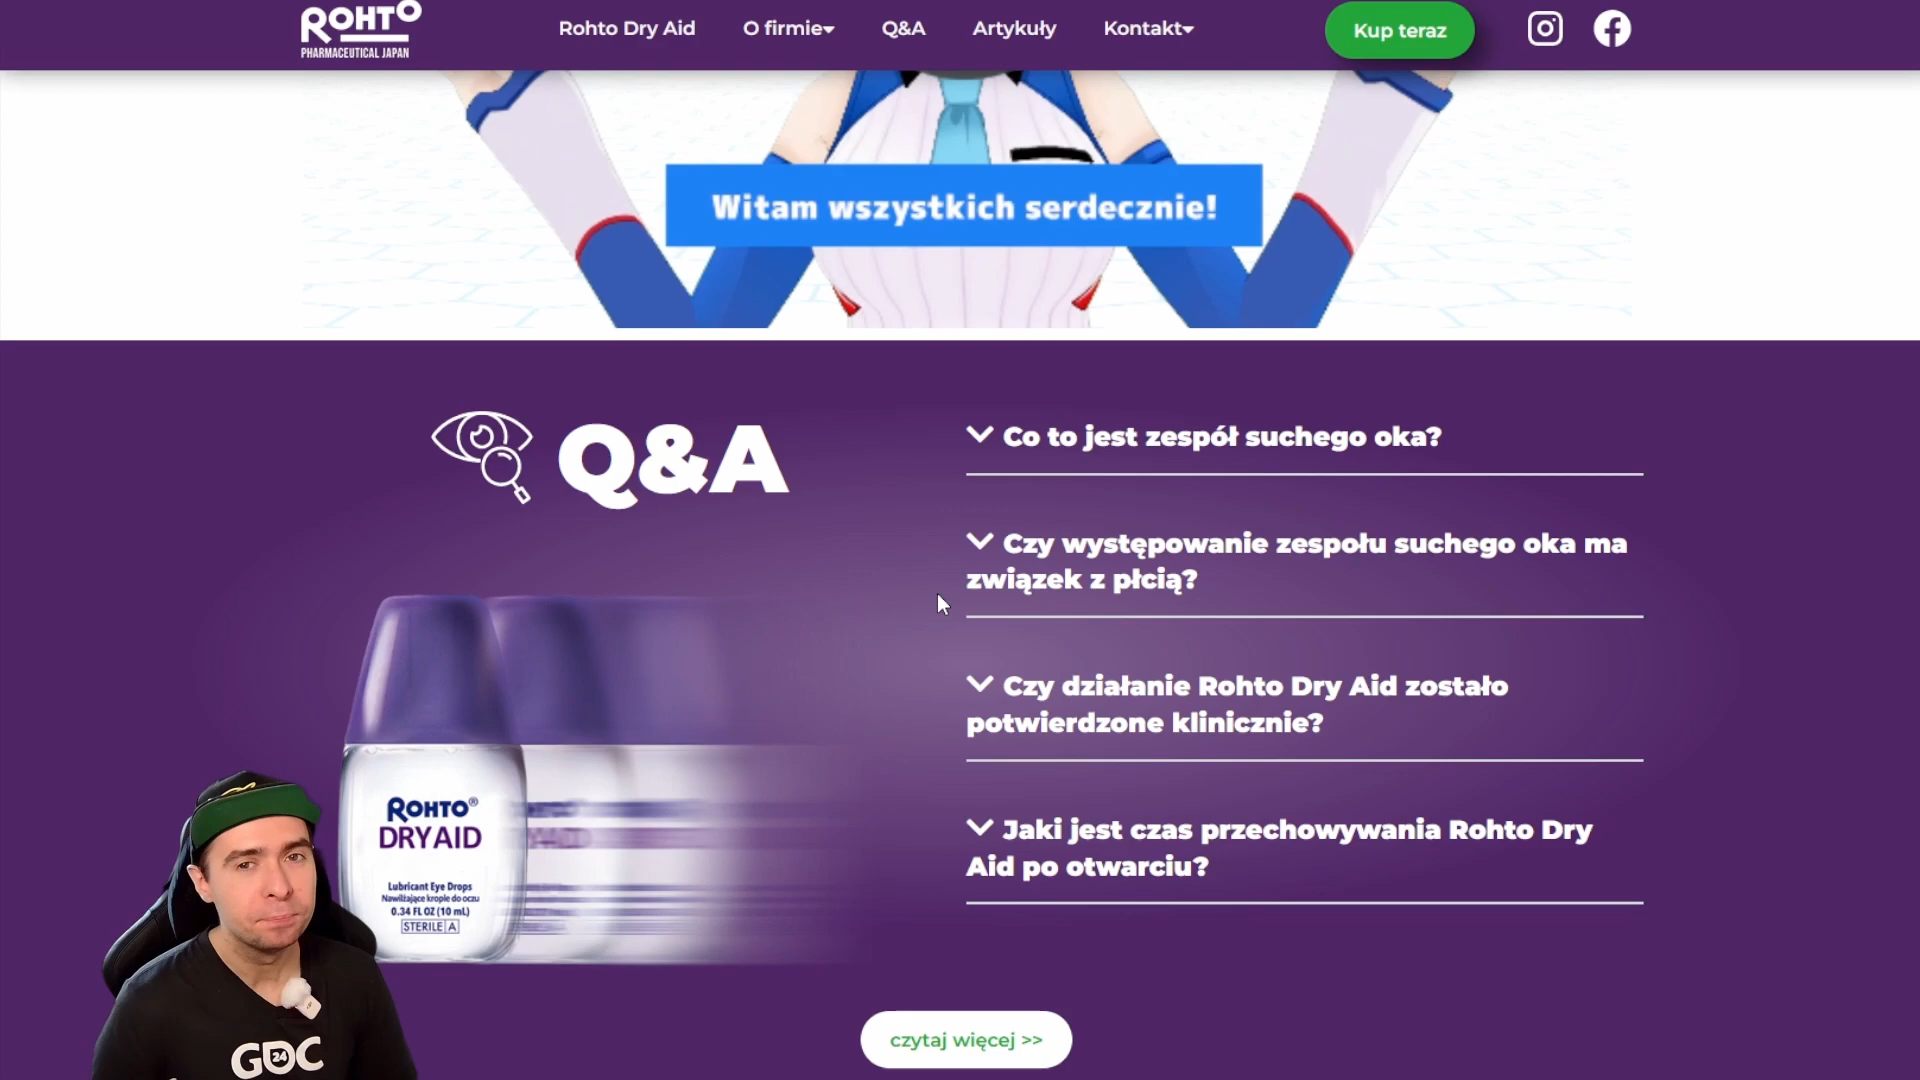 ROHTO
PHARMACEUTICAL JAPAN
Rohto Dry Aid
O firmie
Q&A
Artykuły
Kontakt
Kup teraz
Witam wszystkich serdecznie!
Q&A
Co to jest zespół suchego oka?
Czy występowanie zespołu suchego oka ma
związek z płcią?
Czy działanie Rohto Dry Aid zostało
potwierdzone klinicznie?
Jaki jest czas przechowywania Rohto Dry
Aid po otwarciu?
ROHTO®
DRYAID
Lubricant Eye Drops
Nawilżające krople do oczu
0.34 FL OZ (10 mL)
STERILE A
GDC
24
czytaj więcej >>